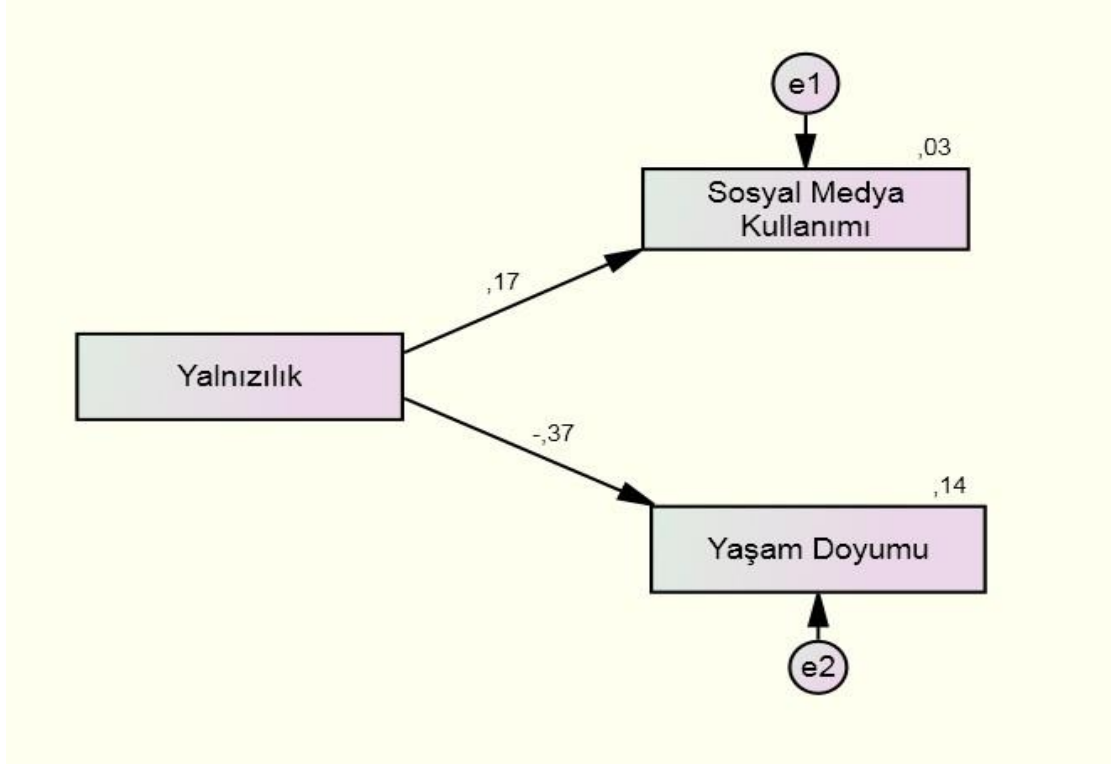 e1
,03
Sosyal Medya
Kullanımı
,17
Yalnızılık
-,37
,14
Yaşam Doyumu
e2